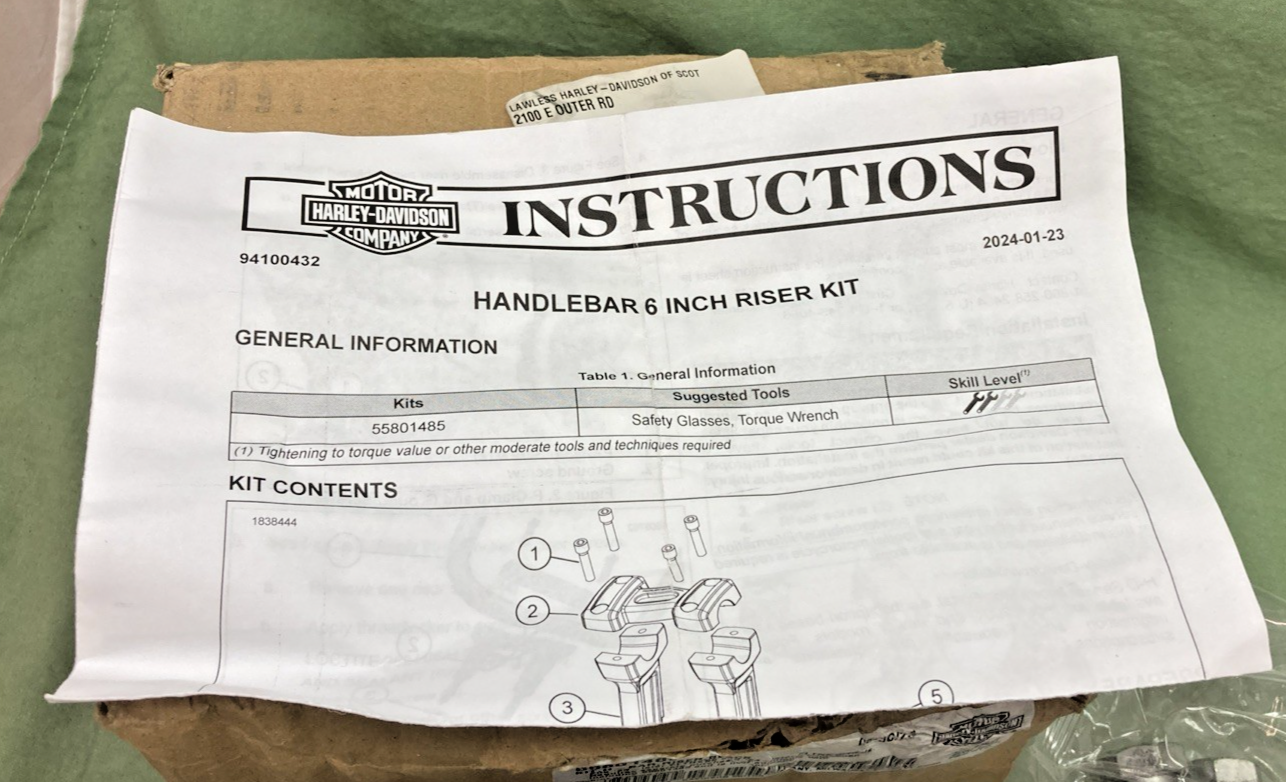 LAWLESS HARLEY-DAVIDSON OF SCOT
2100 E OUTER RD
MOTOR
HARLEY-DAVIDSON
COMPANY
INSTRUCTIONS
94100432
2024-01-23
HANDLEBAR 6 INCH RISER KIT
GENERAL INFORMATION
Table 1. General Information
Kits Suggested Tools Skill Level(1)
55801485 Safety Glasses, Torque Wrench
(1) Tightening to torque value or other moderate tools and techniques required
KIT CONTENTS
1838444
1
2
3
5